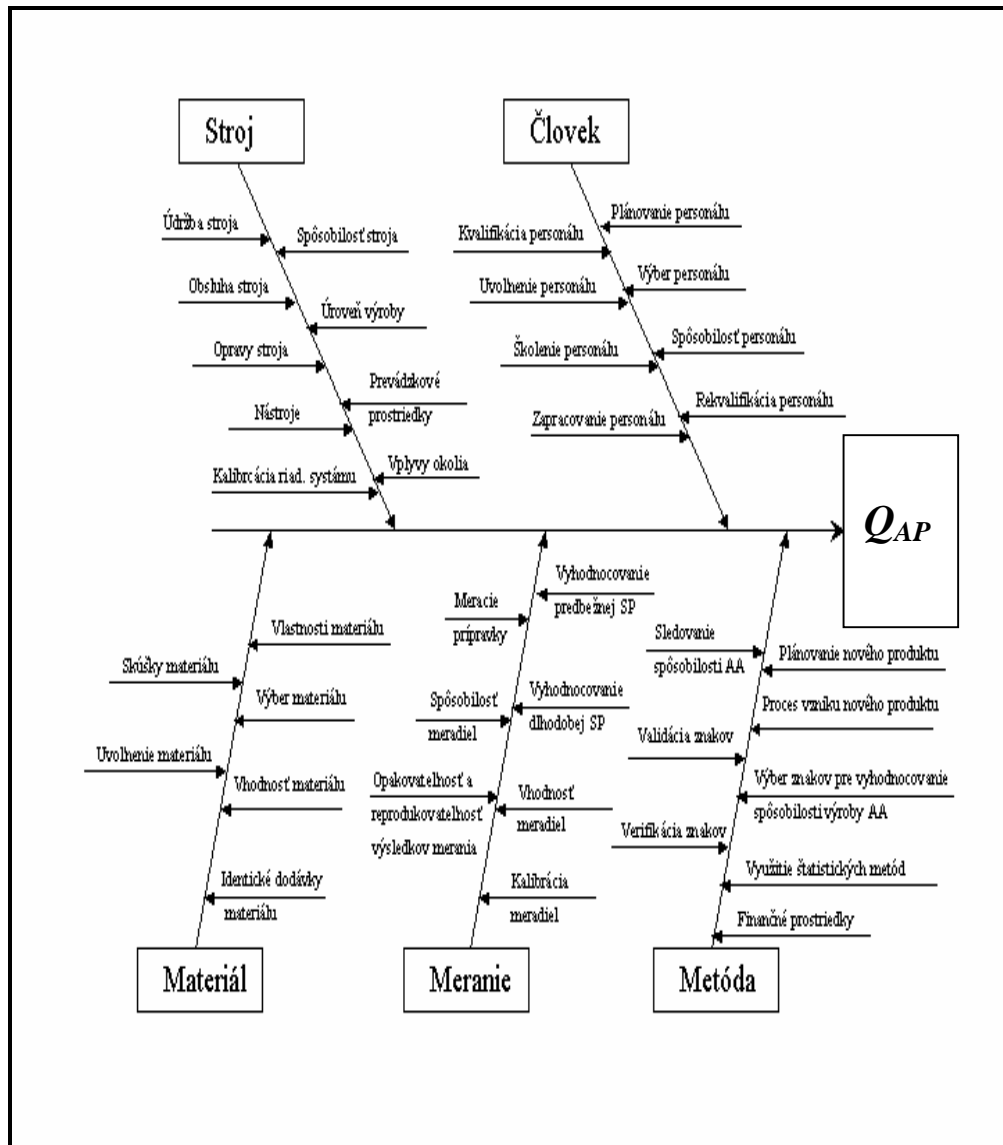 Stroj
Človek
Údržba stroja
Spôsobilosť stroja
Obsluha stroja
Úroveň výroby
Opravy stroja
Prevádzkové
prostriedky
Nástroje
Vplyvy okolia
Kalibrcácia riad. systámu
Plánovanie personálu
Kvalifikácia personálu
Výber personálu
Uvoľnenie personálu
Spôsobilosť personálu
Školenie personálu
Rekvalifikácia personálu
Zapracovanie personálu
QAP
Vlastnosti materiálu
Skúšky materiálu
Výber materiálu
Uvoľnenie materiálu
Vhodnosť materiálu
Identické dodávky
materiálu
Materiál
Vyhodnocovanie
predbežnej SP
Meracie
prípravky
Vyhodnocovanie
dlhodobej SP
Spôsobilosť
meradiel
Opakovateľnosť a
reprodukovateľnosť
výsledkov merania
Vhodnosť
meradiel
Kalibrácia
meradiel
Meranie
Sledovanie
spôsobilosti AA
Plánovanie nového produktu
Proces vzniku nového produktu
Validácia znakov
Výber znakov pre vyhodnocovanie
spôsobilosti výroby AA
Verifikácia znakov
Využitie štatistických metód
Finančné prostriedky
Metóda